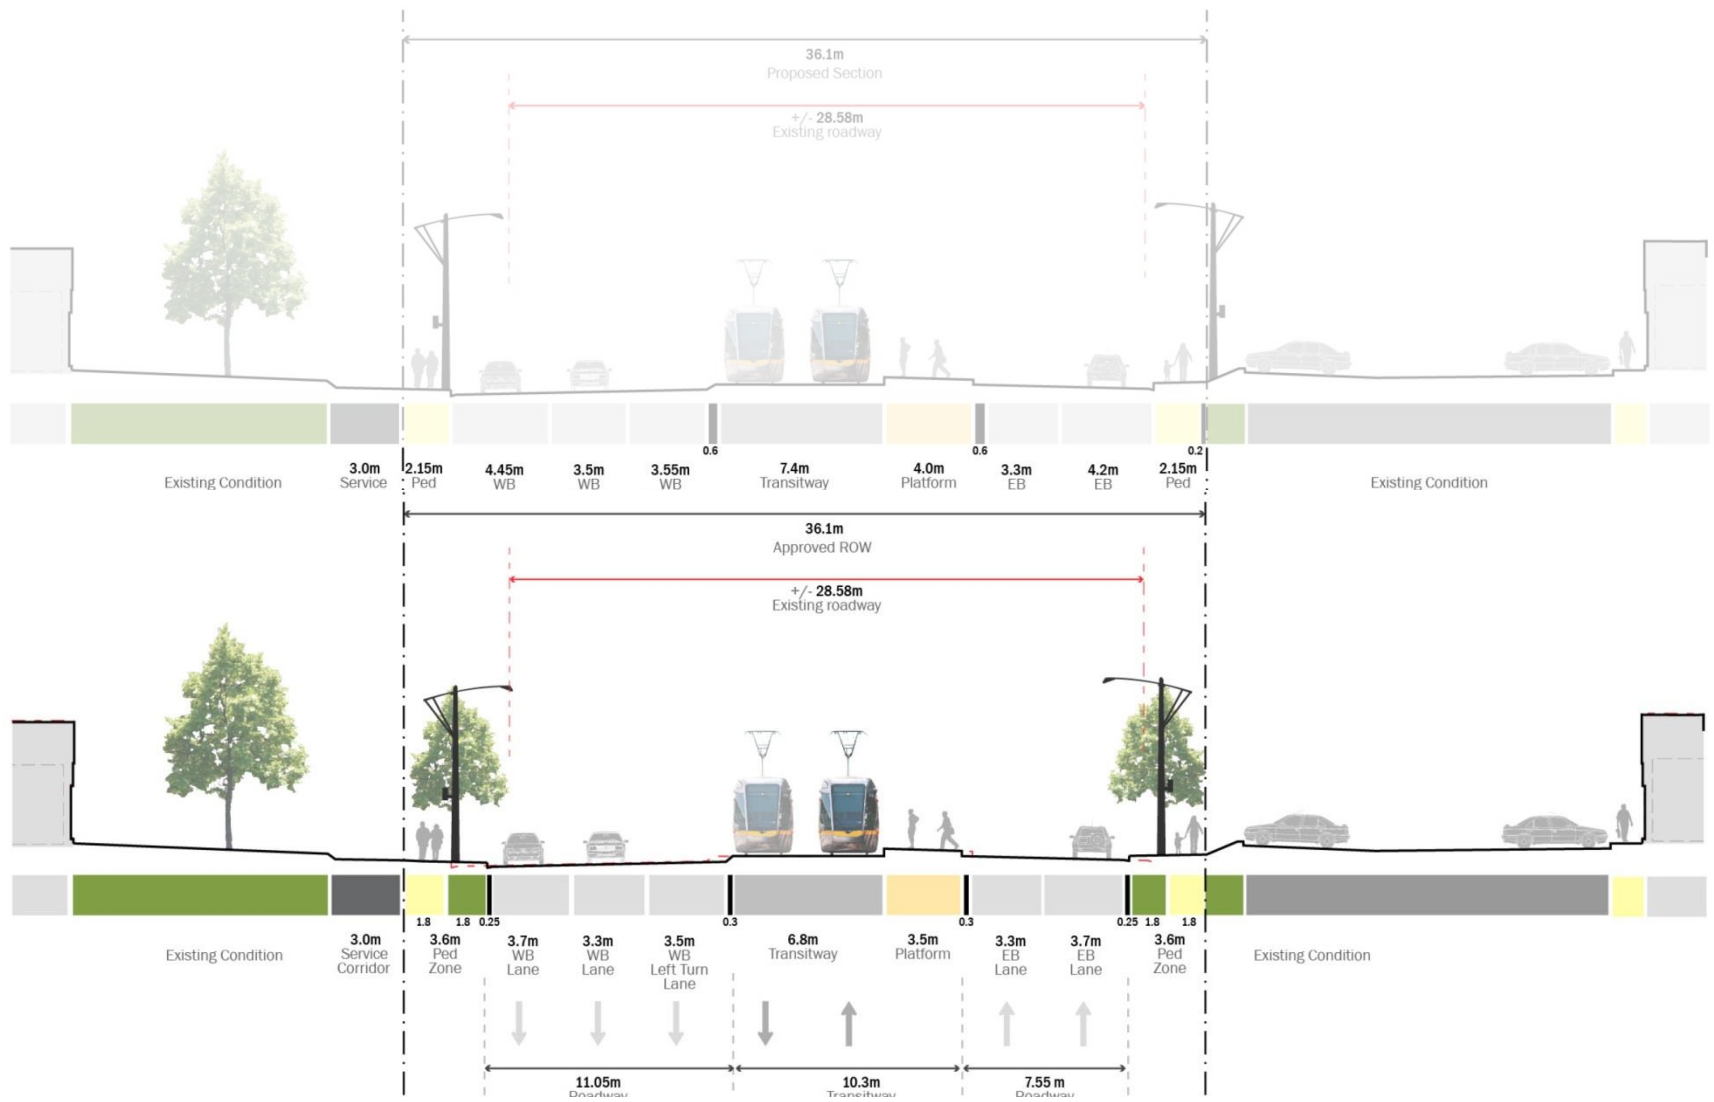 36.1m
Proposed Section
+/- 28.58m
Existing roadway
0.6
0.6
0.2
3.0m 2.15m 4.45m 3.5m 3.55m 7.4m 4.0m 3.3m 4.2m 2.15m
Existing Condition Service Ped WB WB WB Transitway Platform EB EB Ped Existing Condition
36.1m
Approved ROW
+/- 28.58m
Existing roadway
1.8 1.8 0.25 0.3 0.3 0.25 1.8 1.8
3.0m 3.6m 3.7m 3.3m 3.5m 6.8m 3.5m 3.3m 3.7m 3.6m
Existing Condition Service Ped WB WB WB Transitway Platform EB EB Ped Existing Condition
Corridor Zone Lane Lane Left Turn Lane Lane Zone
Lane
11.05m 10.3m 7.55 m
Roadway Transitway Roadway